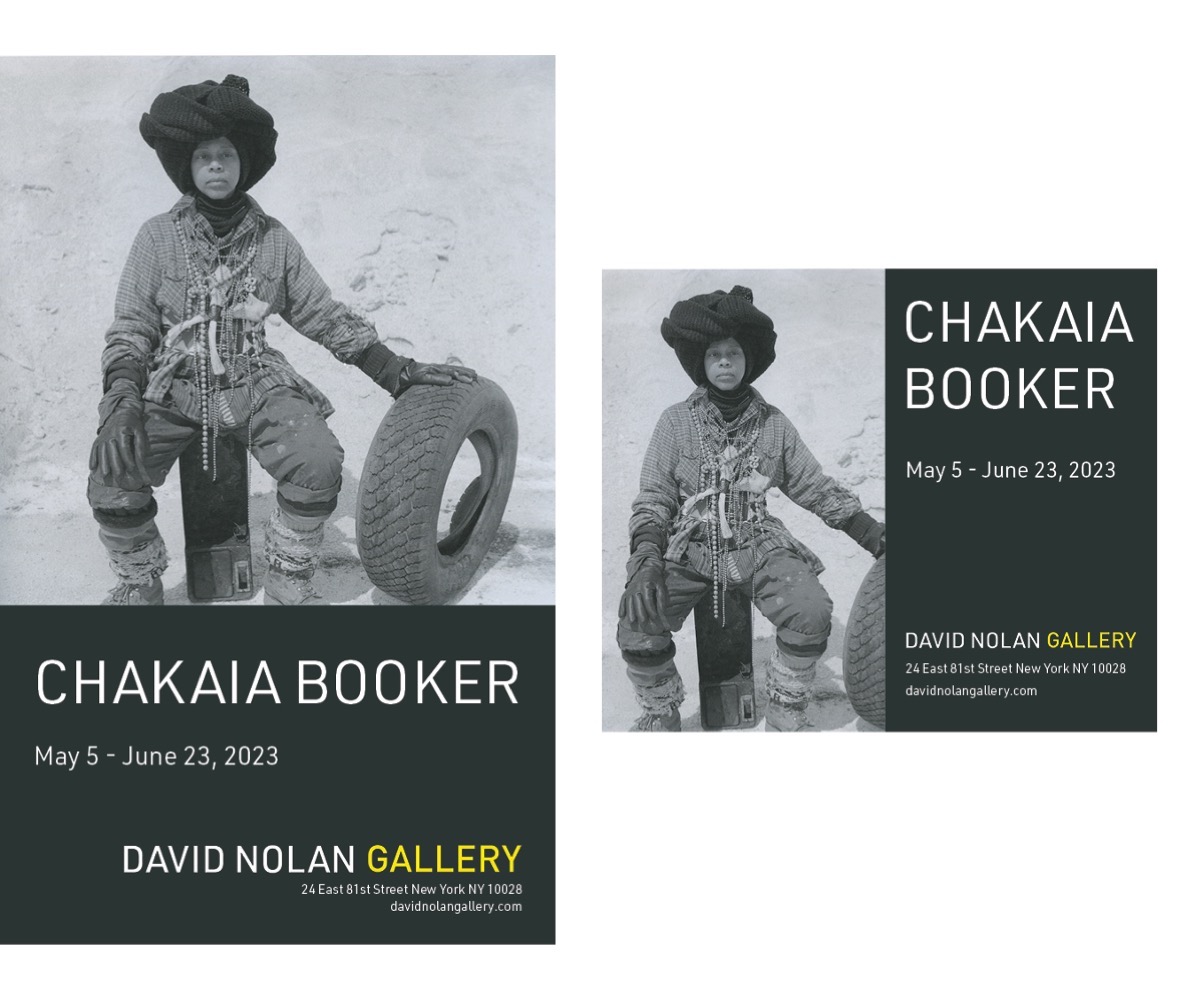 CHAKAIA BOOKER
May 5 - June 23, 2023
DAVID NOLAN GALLERY
24 East 81st Street New York NY 10028
davidnolangallery.com
CHAKAIA
BOOKER
May 5 - June 23, 2023
DAVID NOLAN GALLERY
24 East 81st Street New York NY 10028
davidnolangallery.com